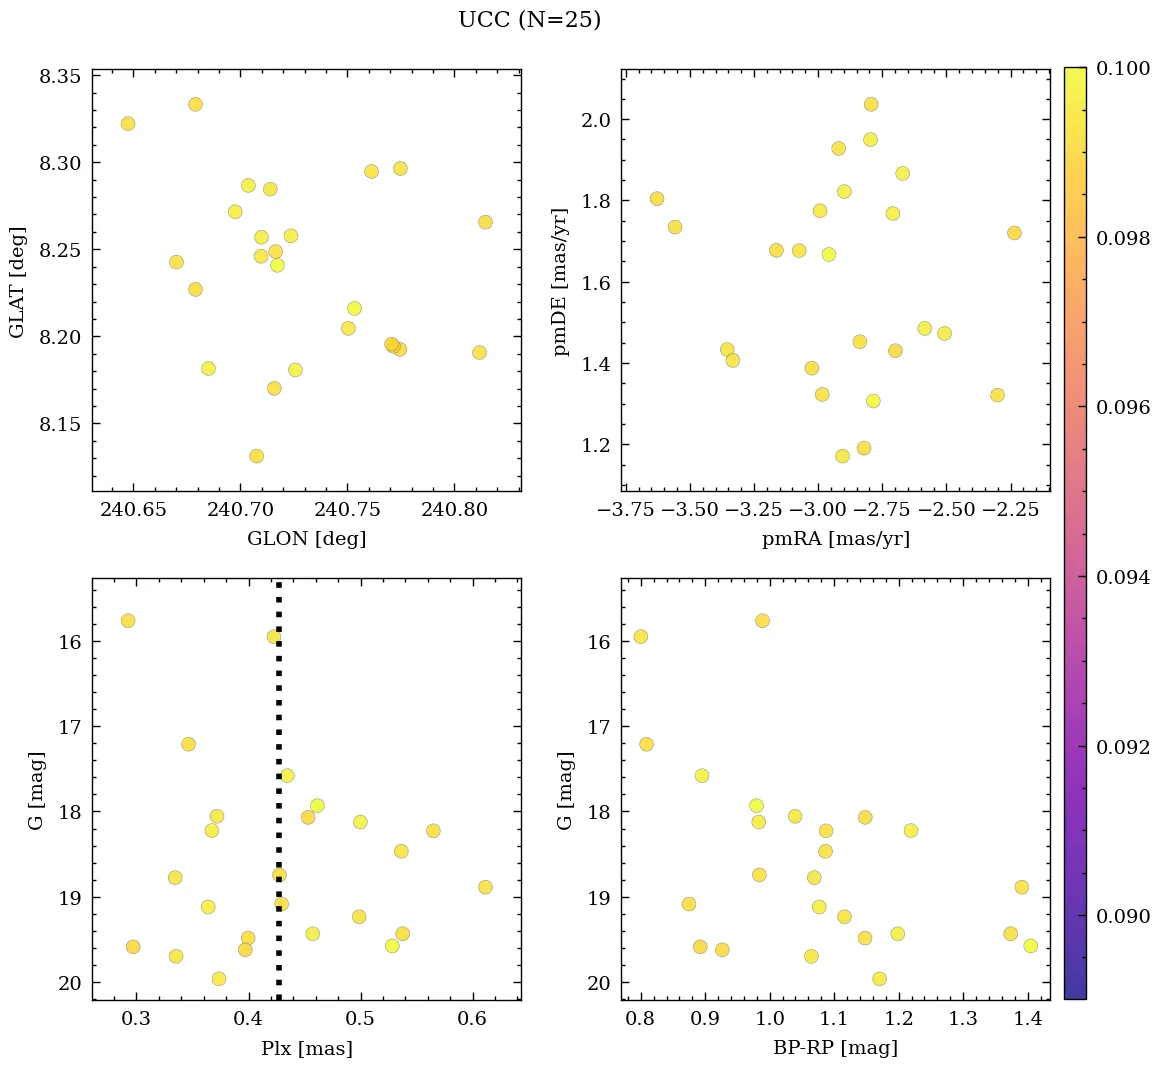 UCC (N=25)
8.35
8.30
8.25
8.20
8.15
GLAT [deg]
240.65 240.70 240.75 240.80
GLON [deg]
2.0
1.8
1.6
1.4
1.2
pmDE [mas/yr]
−3.75 −3.50 −3.25 −3.00 −2.75 −2.50 −2.25
pmRA [mas/yr]
0.100
0.098
0.096
0.094
0.092
0.090
16
17
18
19
20
G [mag]
0.3 0.4 0.5 0.6
Plx [mas]
16
17
18
19
20
G [mag]
0.8 0.9 1.0 1.1 1.2 1.3 1.4
BP-RP [mag]